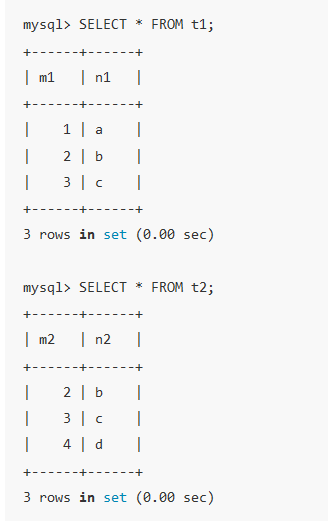 mysql> SELECT * FROM t1;
+------+------+
| m1   | n1   |
+------+------+
|    1 | a    |
|    2 | b    |
|    3 | c    |
+------+------+
3 rows in set (0.00 sec)

mysql> SELECT * FROM t2;
+------+------+
| m2   | n2   |
+------+------+
|    2 | b    |
|    3 | c    |
|    4 | d    |
+------+------+
3 rows in set (0.00 sec)